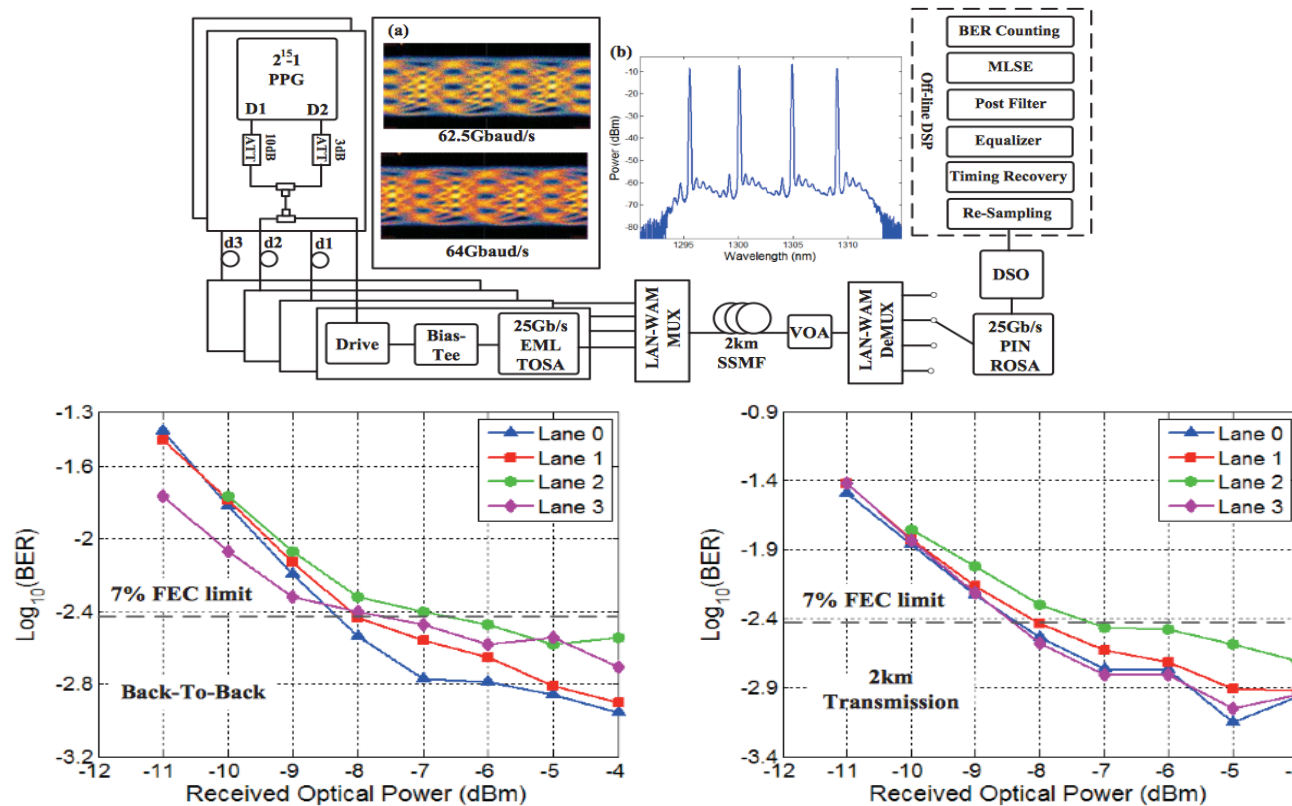 2^15-1
PPG
D1
D2
10dB
ATT
3dB
ATT
d3
d2
d1
(a)
62.5Gbaud/s
64Gbaud/s
(b)
Power (dBm)
-10
-20
-30
-40
-50
-60
-70
-80
1295
1300
1305
1310
Wavelength (nm)
Off-line DSP
BER Counting
MLSE
Post Filter
Equalizer
Timing Recovery
Re-Sampling
DSO
Drive
Bias-
Tee
25Gb/s
EML
TOSA
LAN-WAM
MUX
2km
SSMF
VOA
LAN-WAM
DeMUX
25Gb/s
PIN
ROSA
Log10(BER)
-1.3
-1.6
-2
-2.4
-2.8
-3.2
Lane 0
Lane 1
Lane 2
Lane 3
7% FEC limit
Back-To-Back
-12 -11 -10 -9 -8 -7 -6 -5 -4
Received Optical Power (dBm)
Log10(BER)
-0.9
-1.4
-1.9
-2.4
-2.9
-3.4
Lane 0
Lane 1
Lane 2
Lane 3
7% FEC limit
2km
Transmission
-12 -11 -10 -9 -8 -7 -6 -5
Received Optical Power (dBm)